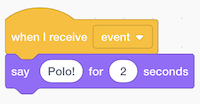 when I receive event
say Polo! for 2 seconds